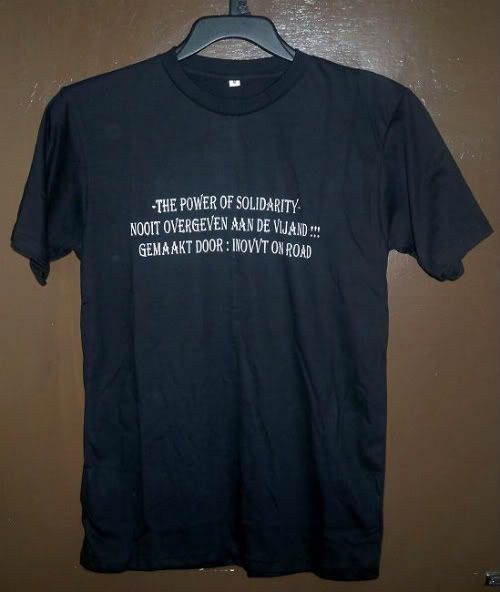 -THE POWER OF SOLIDARITY-
NOOIT OVERGEVEN AAN DE VIJAND !!!
GEMAAKT DOOR : INOVVT ON ROAD